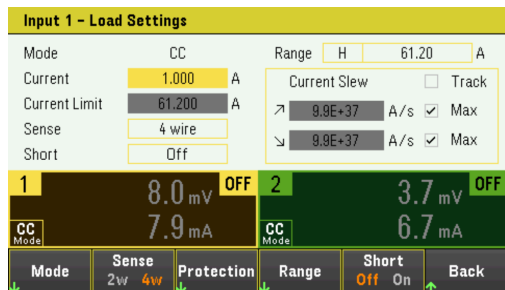 Input 1 – Load Settings
Mode CC Range H 61.20 A
Current 1.000 A Current Slew Track
Current Limit 61.200 A 9.9E+37 A/s Max
Sense 4 wire 9.9E+37 A/s Max
Short Off
1 8.0 mV OFF 2 3.7 mV OFF
CC Mode 7.9 mA CC Mode 6.7 mA
Mode Sense 2w 4w Protection Range Short Off On Back